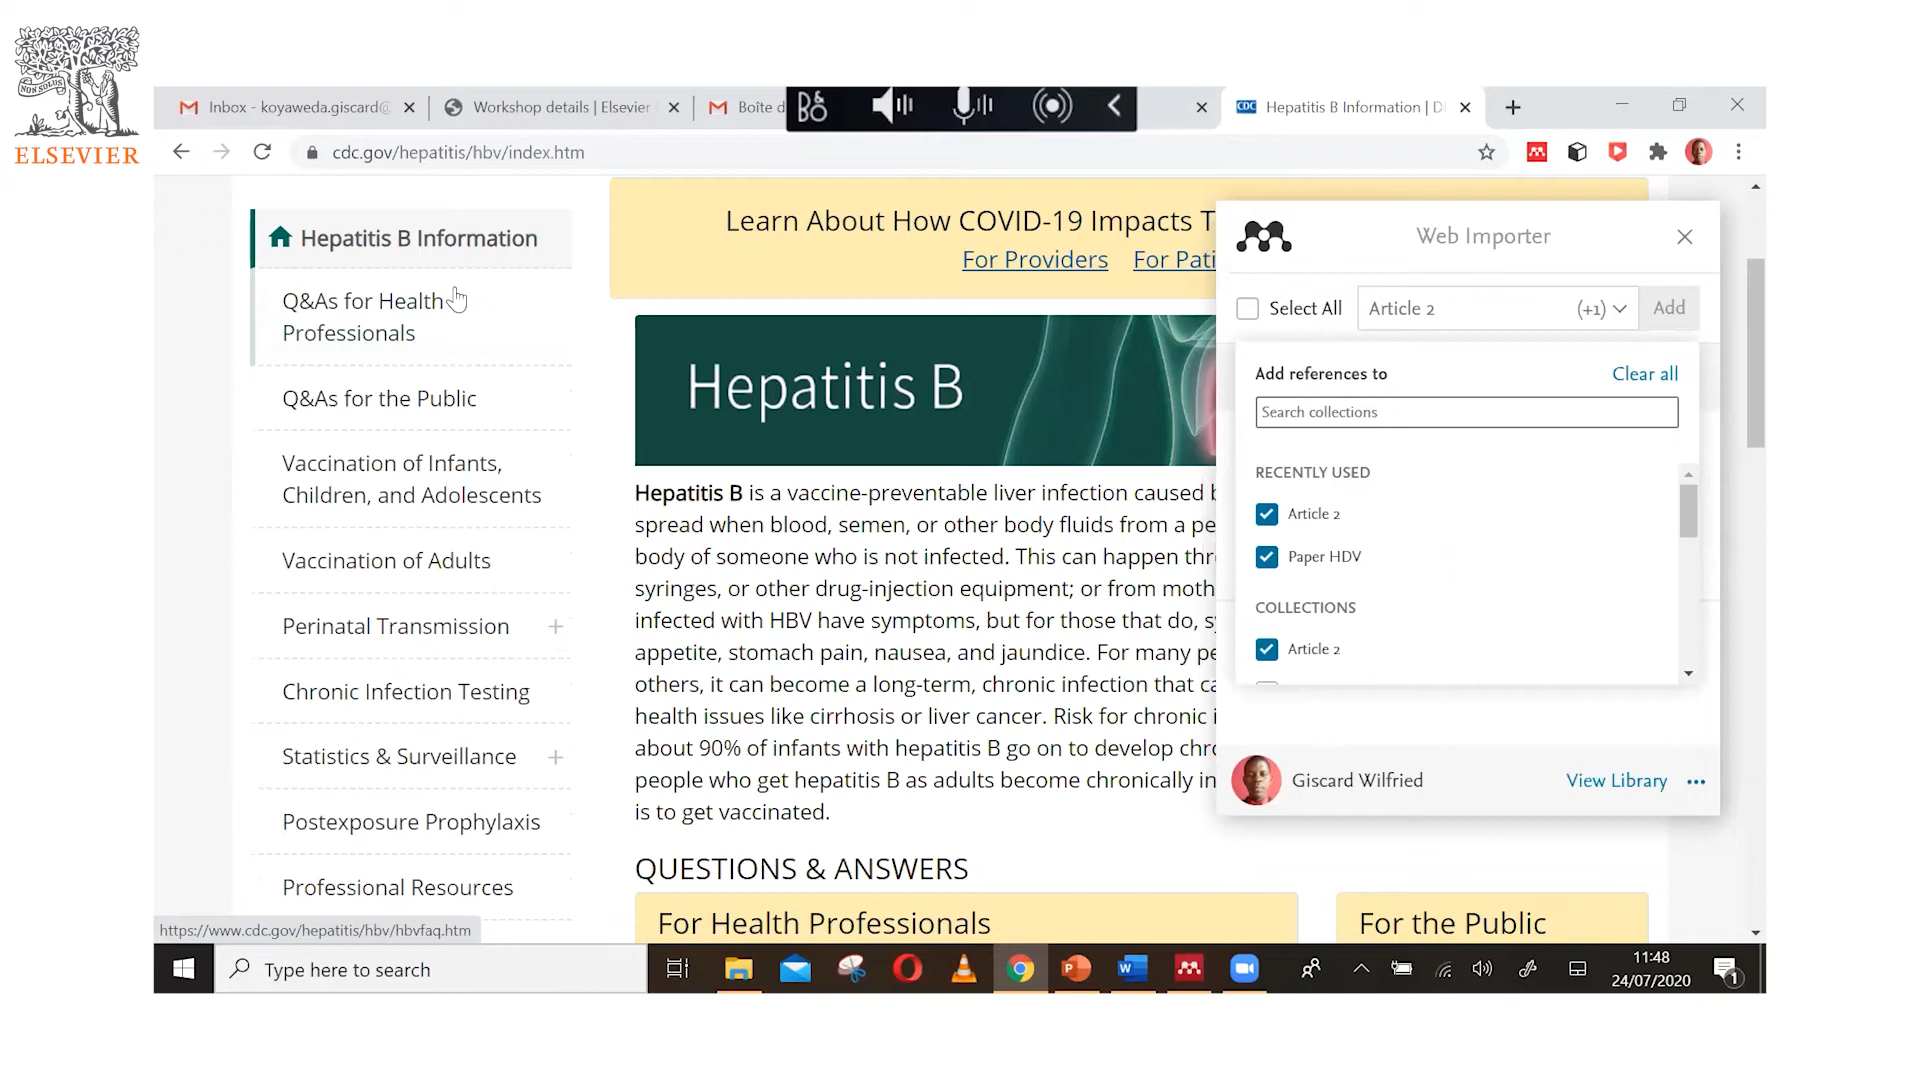 NON SOLUS
ELSEVIER
Inbox - koyaweda.giscard@
Workshop details | Elsevier
Boîte d
CDC
Hepatitis B Information | D
cdc.gov/hepatitis/hbv/index.htm
Hepatitis B Information
Q&As for Health
Professionals
Q&As for the Public
Vaccination of Infants,
Children, and Adolescents
Vaccination of Adults
Perinatal Transmission +
Chronic Infection Testing
Statistics & Surveillance +
Postexposure Prophylaxis
Professional Resources
https://www.cdc.gov/hepatitis/hbv/hbvfaq.htm
Learn About How COVID-19 Impacts T
For Providers For Pati
Hepatitis B
Hepatitis B is a vaccine-preventable liver infection caused
spread when blood, semen, or other body fluids from a pe
body of someone who is not infected. This can happen thr
syringes, or other drug-injection equipment; or from moth
infected with HBV have symptoms, but for those that do, sy
appetite, stomach pain, nausea, and jaundice. For many pe
others, it can become a long-term, chronic infection that ca
health issues like cirrhosis or liver cancer. Risk for chronic i
about 90% of infants with hepatitis B go on to develop chr
people who get hepatitis B as adults become chronically in
is to get vaccinated.
QUESTIONS & ANSWERS
For Health Professionals
For the Public
Web Importer
Select All
Article 2 (+1)
Add
Add references to
Clear all
Search collections
RECENTLY USED
Article 2
Paper HDV
COLLECTIONS
Article 2
Giscard Wilfried
View Library
Type here to search
11:48
24/07/2020
1